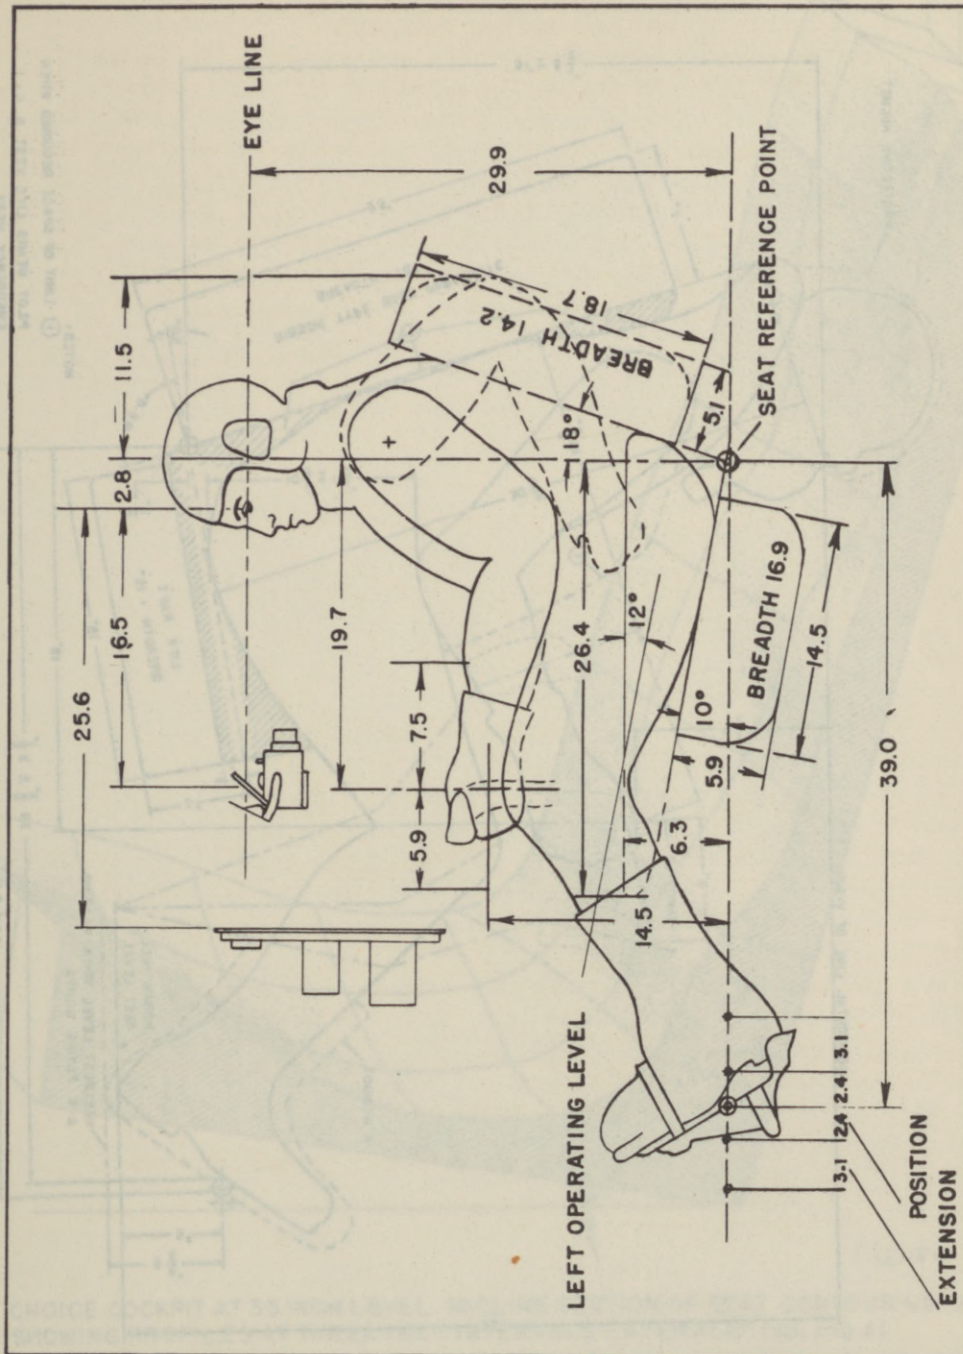 EYE LINE
11.5
2.8
16.5
25.6
29.9
19.7
7.5
5.9
18.7
BREADTH 14.2
18°
5.1
SEAT REFERENCE POINT
26.4
12°
10°
5.9
BREADTH 16.9
14.5
6.3
14.5
39.0
LEFT OPERATING LEVEL
3.1 2.4 2.4 3.1
POSITION
EXTENSION